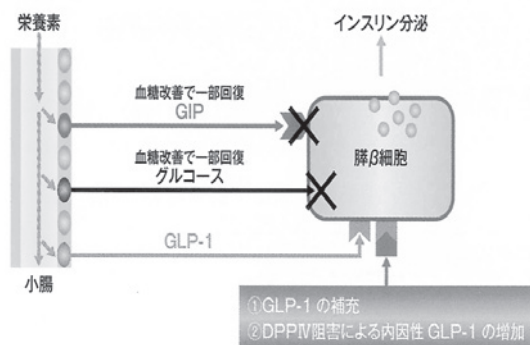 栄養素
インスリン分泌
血糖改善で一部回復
GIP
膵β細胞
血糖改善で一部回復
グルコース
GLP-1
小腸
①GLP-1 の補充
②DPPⅣ阻害による内因性 GLP-1 の増加